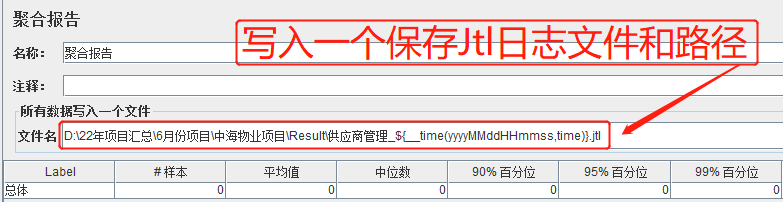 聚合报告
写入一个保存Jtl日志文件和路径
名称： 聚合报告
注释：
所有数据写入一个文件
文件名 D:\22年项目汇总\6月份项目\中海物业项目\Result\供应商管理_${__time(yyyyMMddHHmmss,time)}.jtl
Label # 样本 平均值 中位数 90% 百分位 95% 百分位 99% 百分位
总体 0 0 0 0 0 0